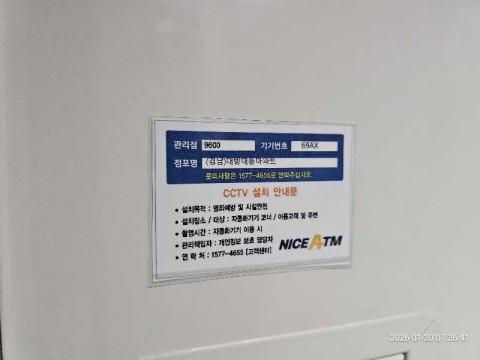 관리점 9600 기기번호 69AX
점포명 (경남)대방대동아파트
문의사항은 1577-4655로 연락주십시오.
CCTV 설치 안내문
• 설치목적 : 범죄예방 및 시설안전
• 설치장소 / 대상 : 자동화기기 코너 / 이용고객 및 주변
• 촬영시간 : 자동화기기 이용 시
• 관리책임자 : 개인정보 보호 담당자
• 연 락 처 : 1577-4655 [고객센터]
NICE ATM
2026-01-30 07:36:41